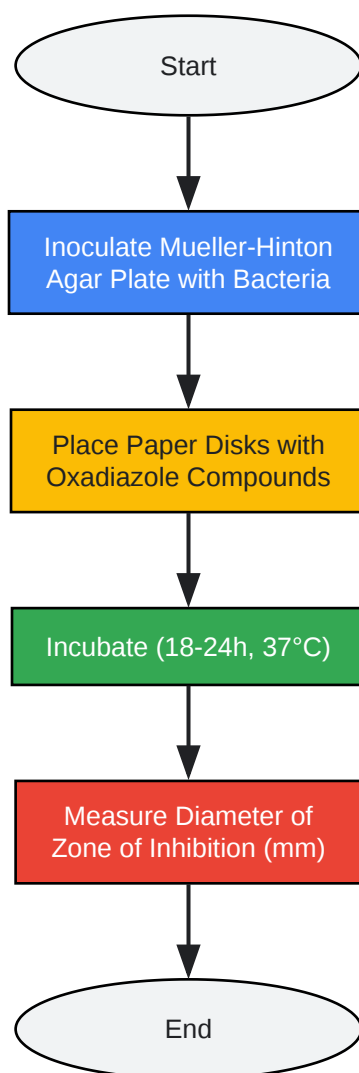 Start
Inoculate Mueller-Hinton
Agar Plate with Bacteria
Place Paper Disks with
Oxadiazole Compounds
Incubate (18-24h, 37°C)
Measure Diameter of
Zone of Inhibition (mm)
End